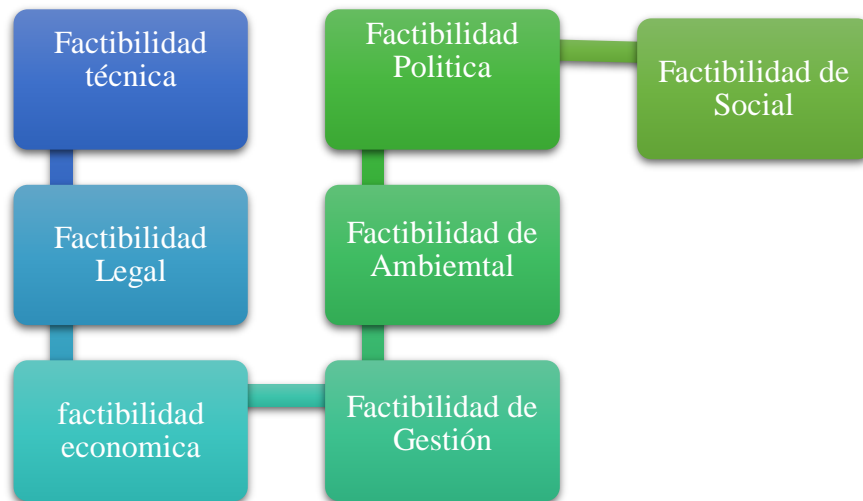 Factibilidad
técnica
Factibilidad
Legal
factibilidad
economica
Factibilidad de
Gestión
Factibilidad de
Ambiemtal
Factibilidad
Politica
Factibilidad de
Social